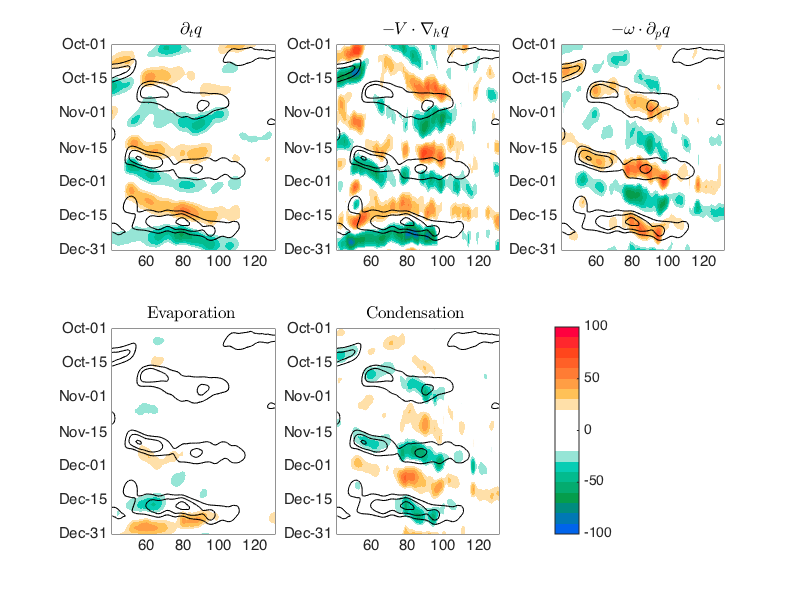 ∂ₜq
−V · ∇ₕq
−ω · ∂ₚq
Oct-01
Oct-15
Nov-01
Nov-15
Dec-01
Dec-15
Dec-31
60 80 100 120
Oct-01
Oct-15
Nov-01
Nov-15
Dec-01
Dec-15
Dec-31
60 80 100 120
Oct-01
Oct-15
Nov-01
Nov-15
Dec-01
Dec-15
Dec-31
60 80 100 120
Evaporation
Oct-01
Oct-15
Nov-01
Nov-15
Dec-01
Dec-15
Dec-31
60 80 100 120
Condensation
Oct-01
Oct-15
Nov-01
Nov-15
Dec-01
Dec-15
Dec-31
60 80 100 120
100
50
0
-50
-100